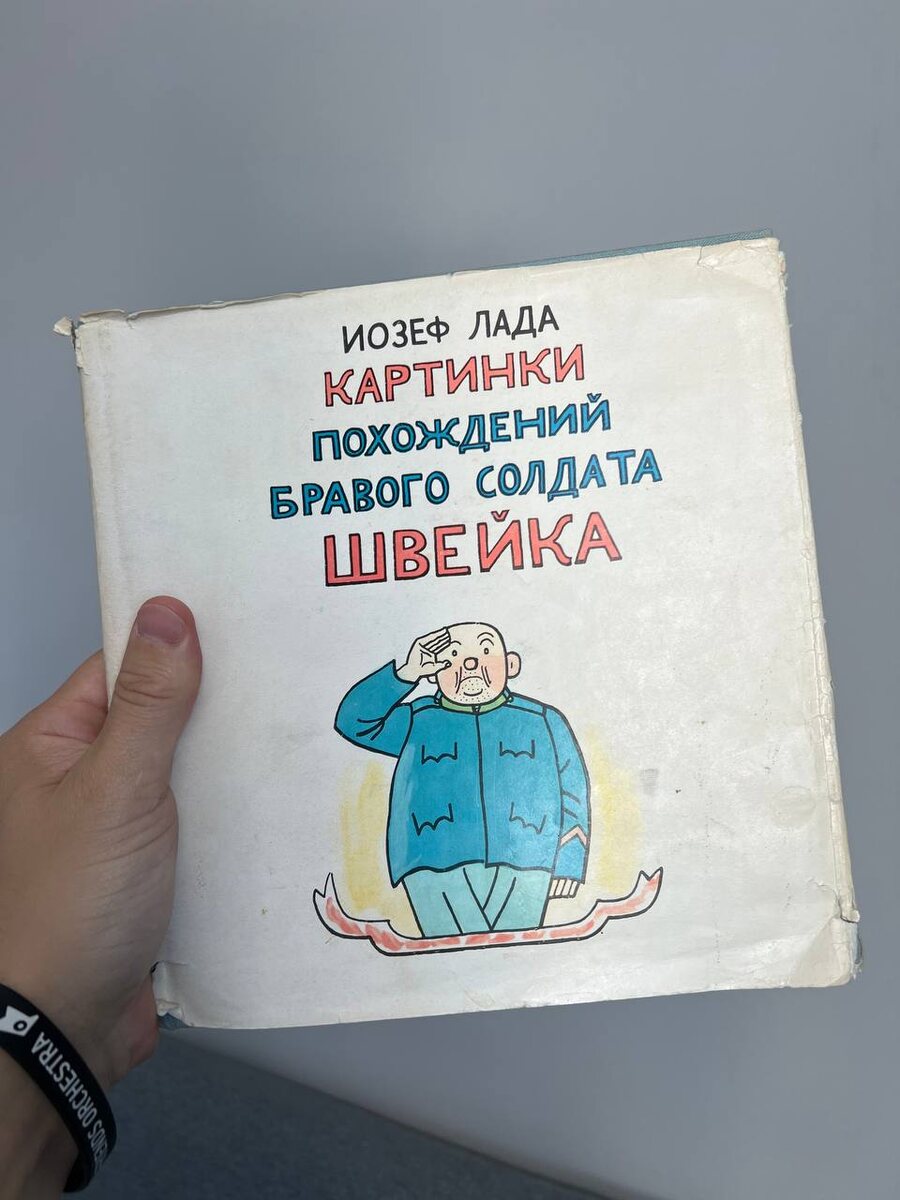 ИОЗЕФ ЛАДА
КАРТИНКИ
ПОХОЖДЕНИЙ
БРАВОГО СОЛДАТА
ШВЕЙКА
ORCHESTRA